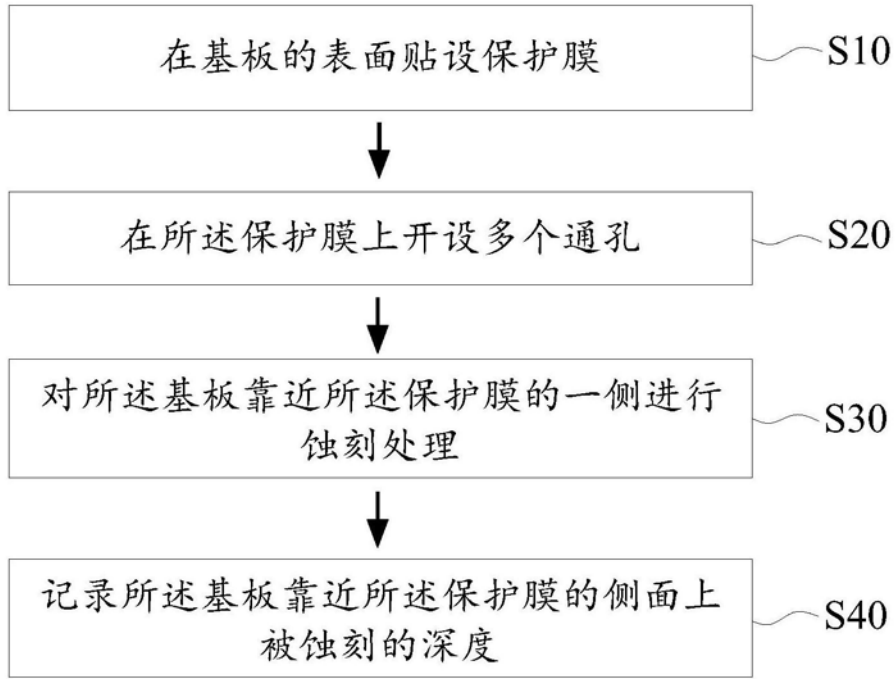 在基板的表面贴设保护膜
S10
在所述保护膜上开设多个通孔
S20
对所述基板靠近所述保护膜的一侧进行
蚀刻处理
S30
记录所述基板靠近所述保护膜的侧面上
被蚀刻的深度
S40